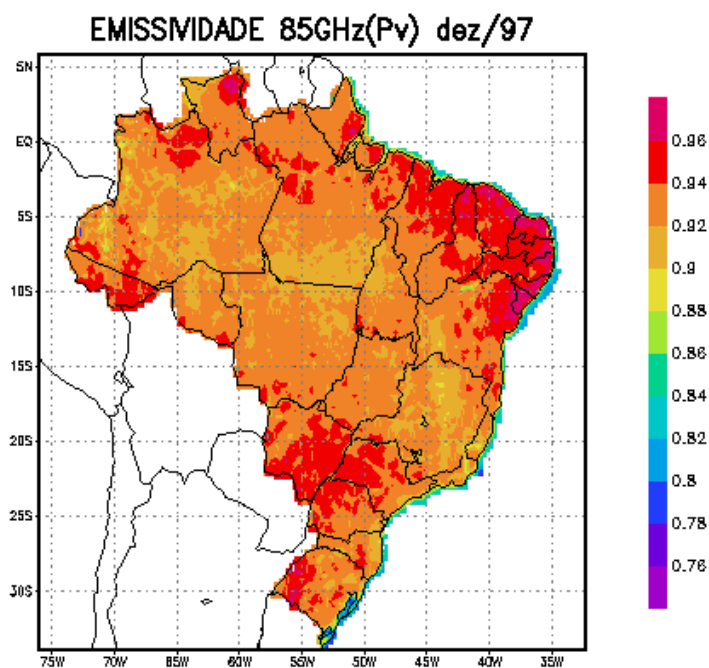 EMISSIVIDADE 85GHz(Pv) dez/97
5N
EQ
5S
10S
15S
20S
25S
30S
75W 70W 65W 60W 55W 50W 45W 40W 35W
0.96
0.94
0.92
0.9
0.88
0.86
0.84
0.82
0.8
0.78
0.76